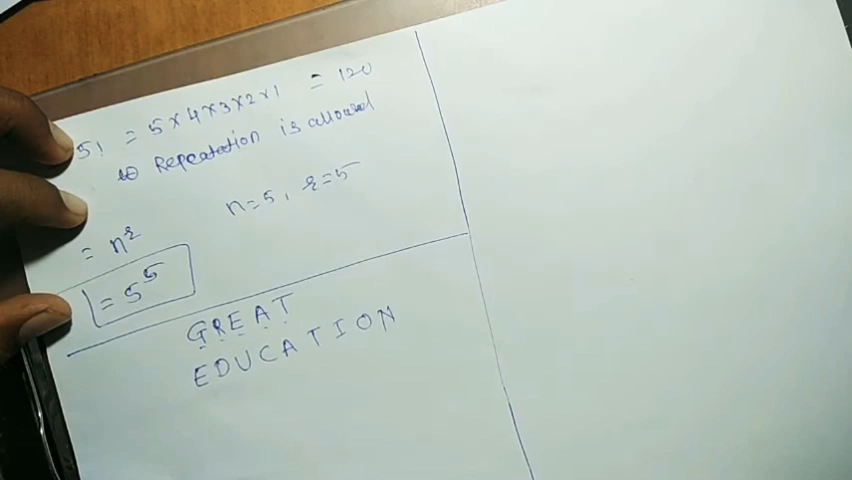 5! = 5×4×3×2×1 = 120
Repeatation is allowed
n=5, r=5
= n^r
= 5^5
GREAT
EDUCATION